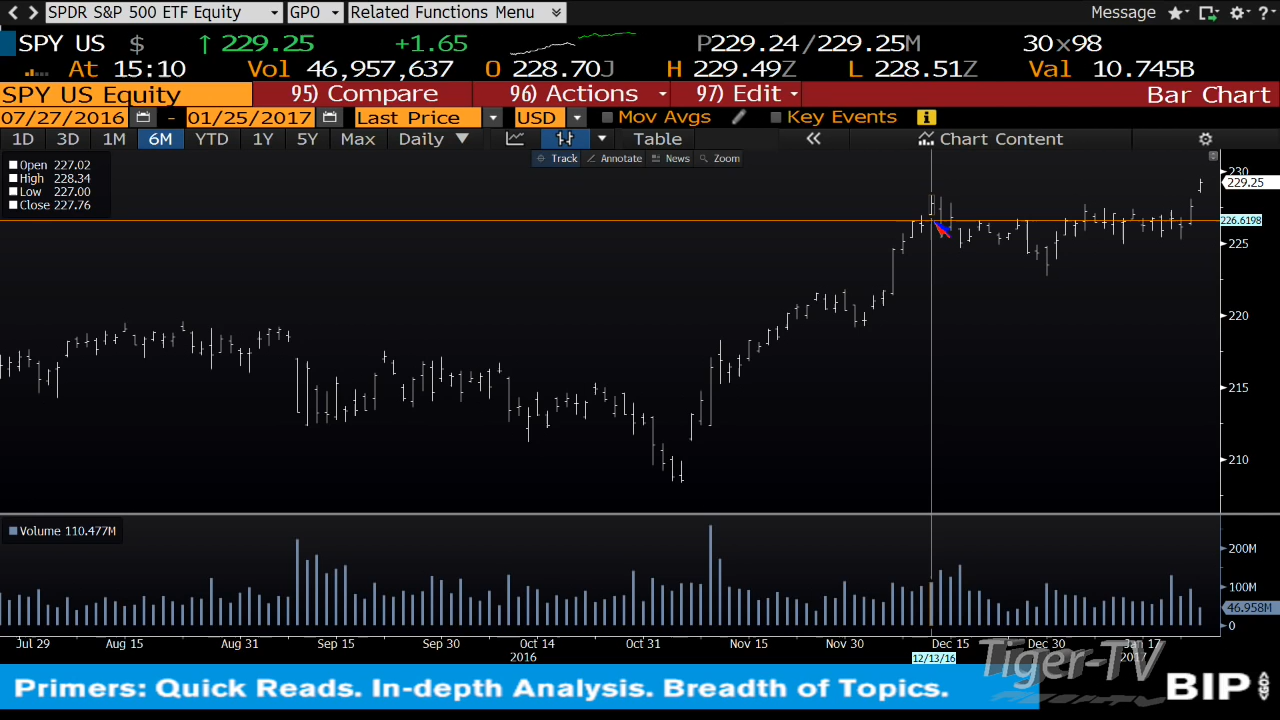 SPDR S&P 500 ETF Equity GPO Related Functions Menu Message ?
SPY US $ ↑ 229.25 +1.65 P229.24/229.25M 30x98
At 15:10 Vol 46,957,637 O 228.70J H 229.49Z L 228.51Z Val 10.745B
SPY US Equity 95) Compare 96) Actions 97) Edit Bar Chart
07/27/2016 - 01/25/2017 Last Price USD Mov Avgs Key Events i
1D 3D 1M 6M YTD 1Y 5Y Max Daily ▼ Table « Chart Content
Track Annotate News Zoom
Open 227.02
High 228.34
Low 227.00
Close 227.76
230
229.25
226.6198
225
220
215
210
Volume 110.477M
200M
100M
46.958M
0
Jul 29 Aug 15 Aug 31 Sep 15 Sep 30 Oct 14 Oct 31 Nov 15 Nov 30 Dec 15 Dec 30 Jan 17
2016 12/13/16 2017
Tiger-TV
Primers: Quick Reads. In-depth Analysis. Breadth of Topics.
BIP